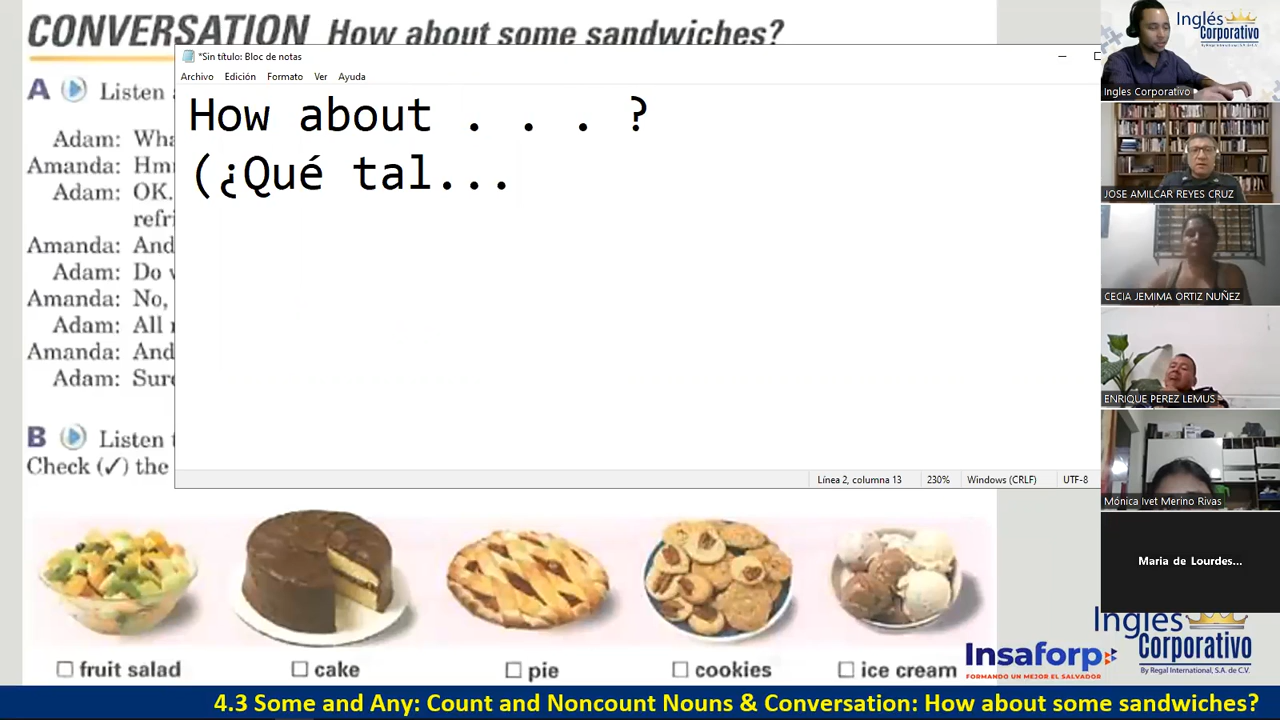 CONVERSATION How about some sandwiches?
*Sin título: Bloc de notas
Archivo Edición Formato Ver Ayuda
How about . . . ?
(¿Qué tal...
Línea 2, columna 13 230% Windows (CRLF) UTF-8
A Listen
Adam:
Amanda:
Adam: OK.
Amanda: And
Adam: Do
Amanda: No,
Adam: All
Amanda: And
Adam:
B Listen
Check (✓) the
fruit salad
cake
pie
cookies
ice cream
Inglés
Corporativo
By Regal International, S.A. de C.V.
Ingles Corporativo
JOSE AMILCAR REYES CRUZ
CECIA JEMIMA ORTIZ NUÑEZ
ENRIQUE PEREZ LEMUS
Mónica Ivet Merino Rivas
Maria de Lourdes...
Insaforp
FORMANDO UN MEJOR EL SALVADOR
Inglés
Corporativo
By Regal International, S.A. de C.V.
4.3 Some and Any: Count and Noncount Nouns & Conversation: How about some sandwiches?